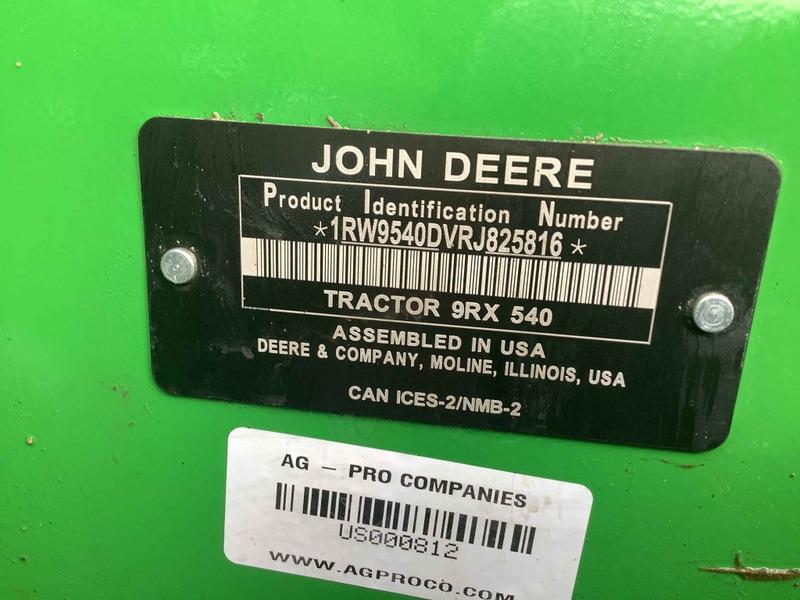 JOHN DEERE
Product Identification Number
*1RW9540DVRJ825816*
TRACTOR 9RX 540
ASSEMBLED IN USA
DEERE & COMPANY, MOLINE, ILLINOIS, USA
CAN ICES-2/NMB-2
AG – PRO COMPANIES
US000812
WWW.AGPROCO.COM